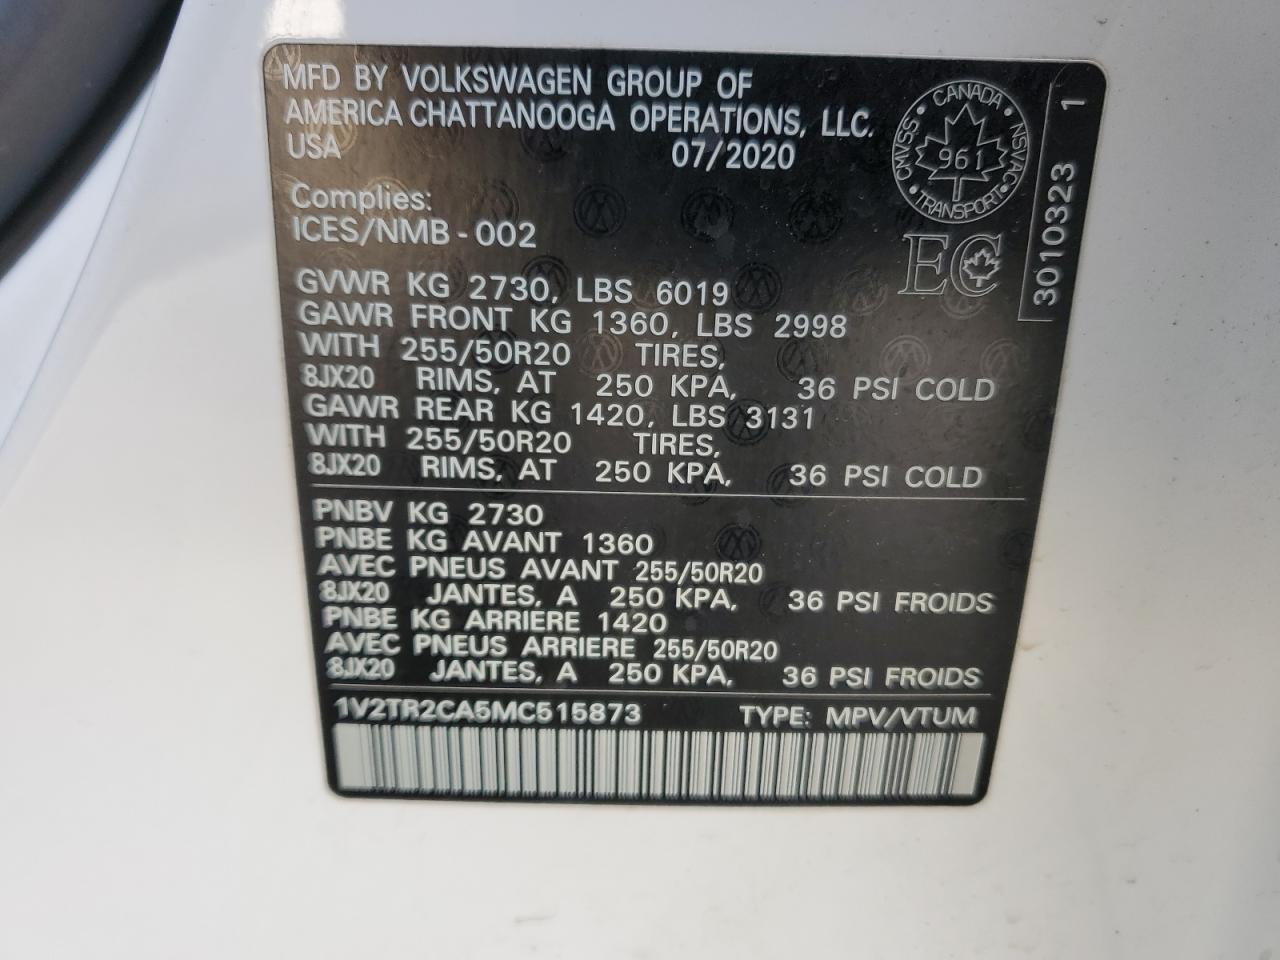 MFD BY VOLKSWAGEN GROUP OF
AMERICA CHATTANOOGA OPERATIONS, LLC.
USA 07/2020
CANADA
CMVSS
NSVAC
961
TRANSPORT
EC
3010323 1
Complies:
ICES/NMB-002
GVWR KG 2730, LBS 6019
GAWR FRONT KG 1360, LBS 2998
WITH 255/50R20 TIRES,
8JX20 RIMS, AT 250 KPA, 36 PSI COLD
GAWR REAR KG 1420, LBS 3131
WITH 255/50R20 TIRES,
8JX20 RIMS, AT 250 KPA, 36 PSI COLD
PNBV KG 2730
PNBE KG AVANT 1360
AVEC PNEUS AVANT 255/50R20
8JX20 JANTES, A 250 KPA, 36 PSI FROIDS
PNBE KG ARRIERE 1420
AVEC PNEUS ARRIERE 255/50R20
8JX20 JANTES, A 250 KPA, 36 PSI FROIDS
1V2TR2CA5MC515873 TYPE: MPV/VTUM